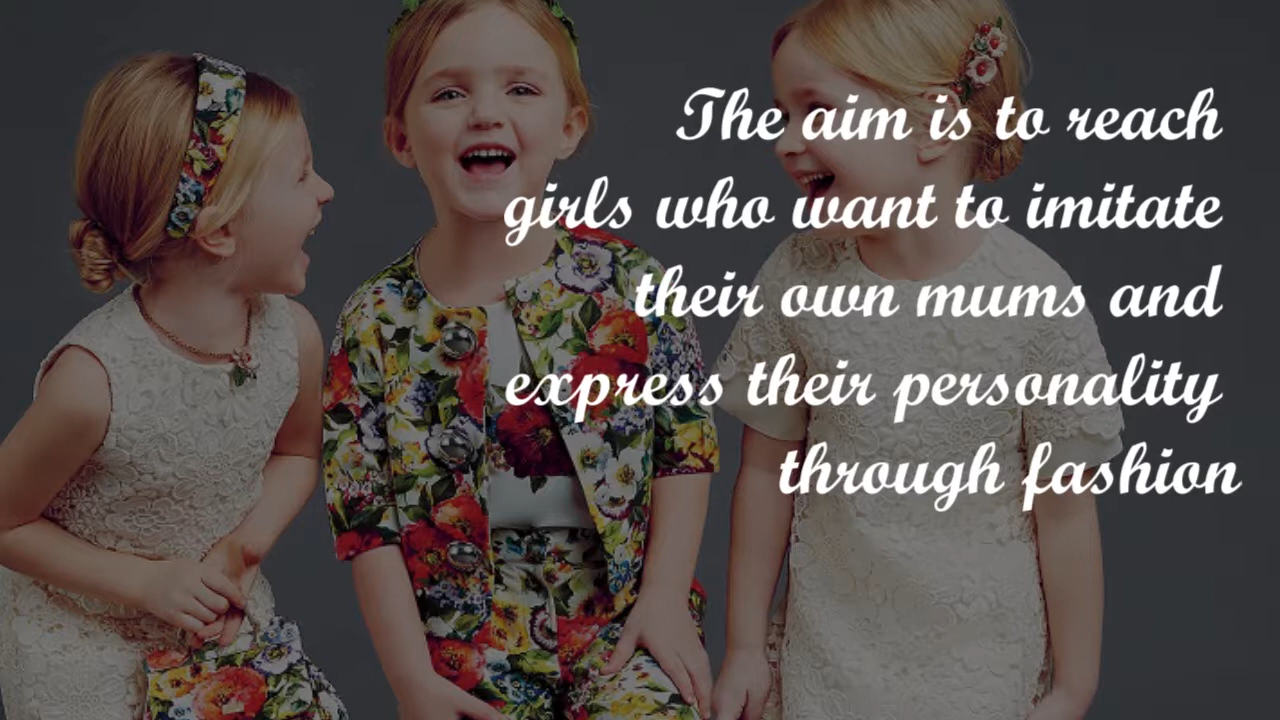 The aim is to reach
girls who want to imitate
their own mums and
express their personality
through fashion